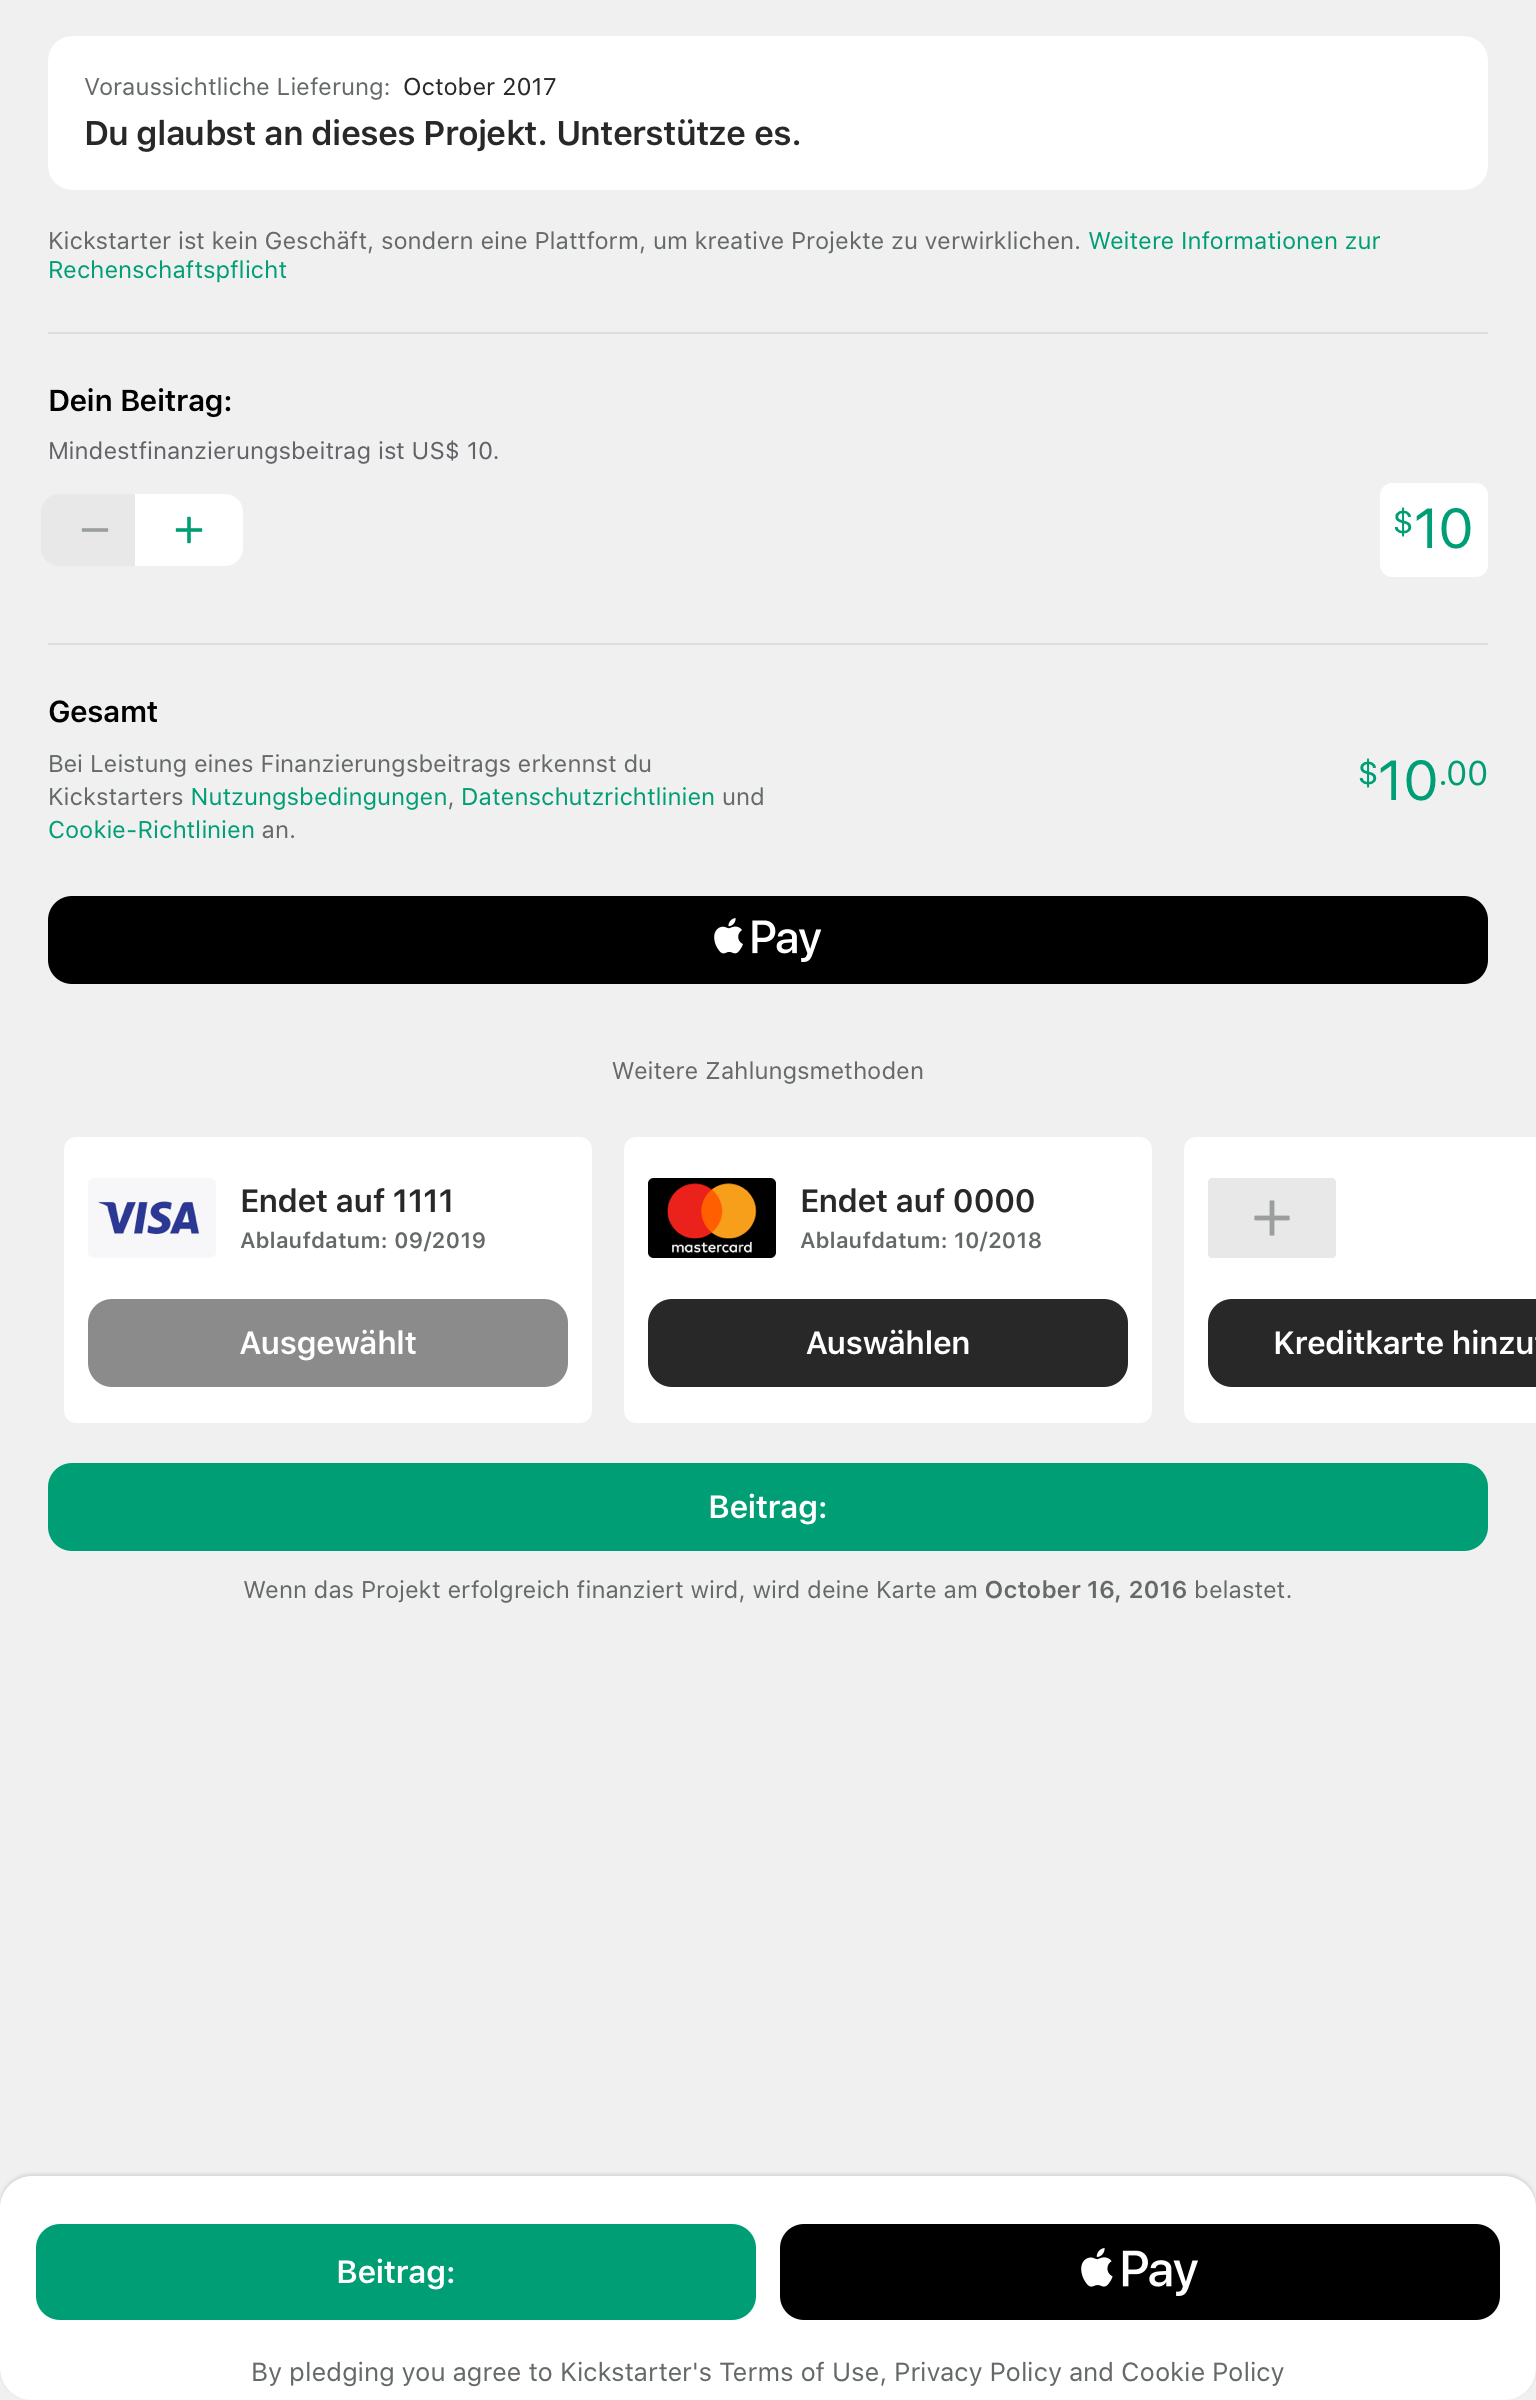 Voraussichtliche Lieferung: October 2017
Du glaubst an dieses Projekt. Unterstütze es.
Kickstarter ist kein Geschäft, sondern eine Plattform, um kreative Projekte zu verwirklichen. Weitere Informationen zur
Rechenschaftspflicht
Dein Beitrag:
Mindestfinanzierungsbeitrag ist US$ 10.
$10
Gesamt
Bei Leistung eines Finanzierungsbeitrags erkennst du
Kickstarters Nutzungsbedingungen, Datenschutzrichtlinien und
Cookie-Richtlinien an.
$10.00
Pay
Weitere Zahlungsmethoden
VISA
Endet auf 1111
Ablaufdatum: 09/2019
Ausgewählt
mastercard
Endet auf 0000
Ablaufdatum: 10/2018
Auswählen
Kreditkarte
Beitrag:
Wenn das Projekt erfolgreich finanziert wird, wird deine Karte am October 16, 2016 belastet.
Beitrag:
Pay
By pledging you agree to Kickstarter's Terms of Use, Privacy Policy and Cookie Policy